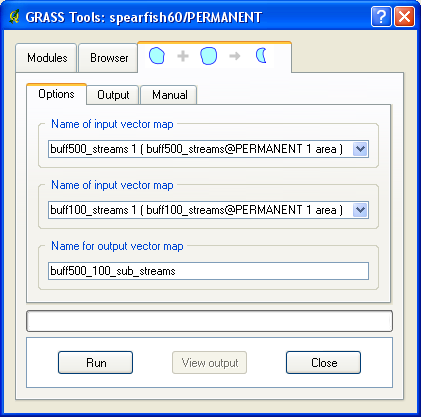 GRASS Tools: spearfish60/PERMANENT
Modules
Browser
Options
Output
Manual
Name of input vector map
buff500_streams 1 ( buff500_streams@PERMANENT 1 area )
Name of input vector map
buff100_streams 1 ( buff100_streams@PERMANENT 1 area )
Name for output vector map
buff500_100_sub_streams
Run
View output
Close